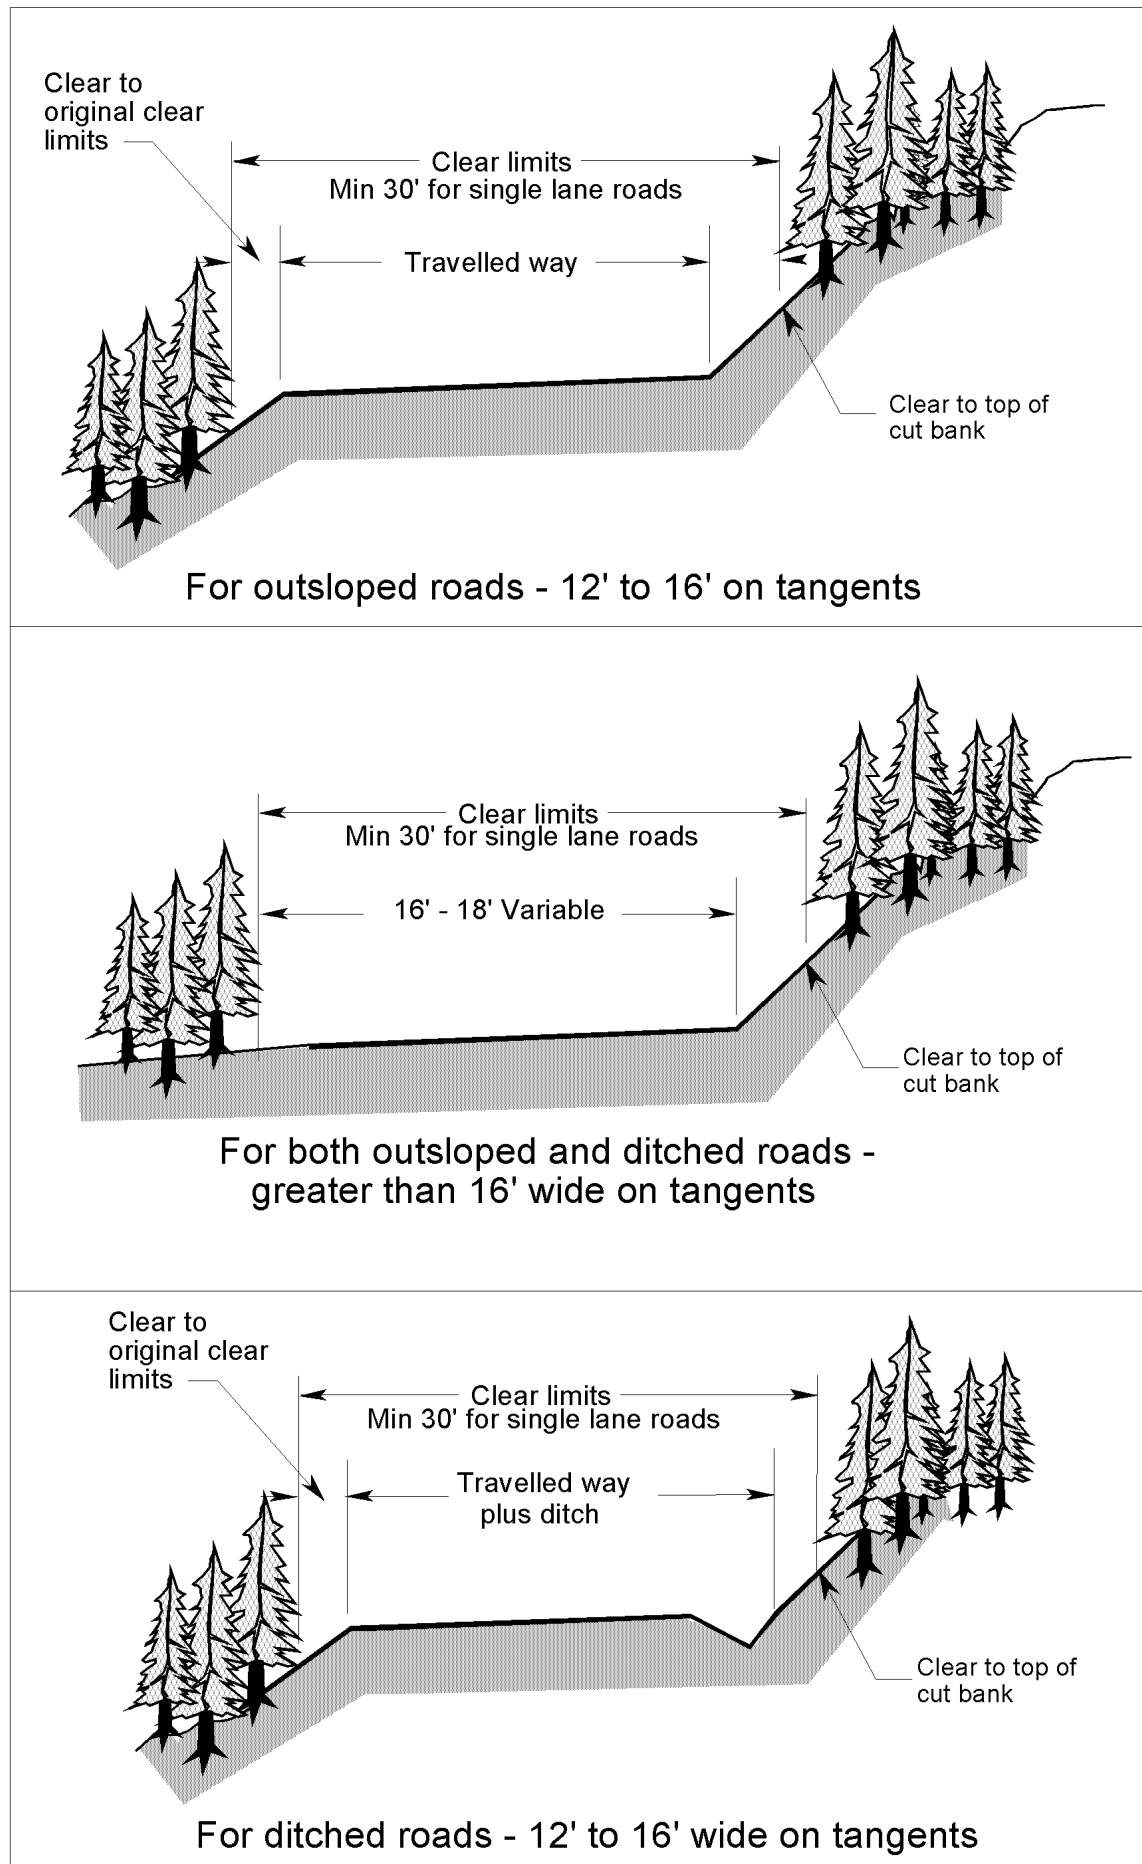 Clear to
original clear
limits
Clear limits
Min 30' for single lane roads
Travelled way
Clear to top of
cut bank
For outsloped roads - 12' to 16' on tangents
Clear limits
Min 30' for single lane roads
16' - 18' Variable
Clear to top of
cut bank
For both outsloped and ditched roads -
greater than 16' wide on tangents
Clear to
original clear
limits
Clear limits
Min 30' for single lane roads
Travelled way
plus ditch
Clear to top of
cut bank
For ditched roads - 12' to 16' wide on tangents